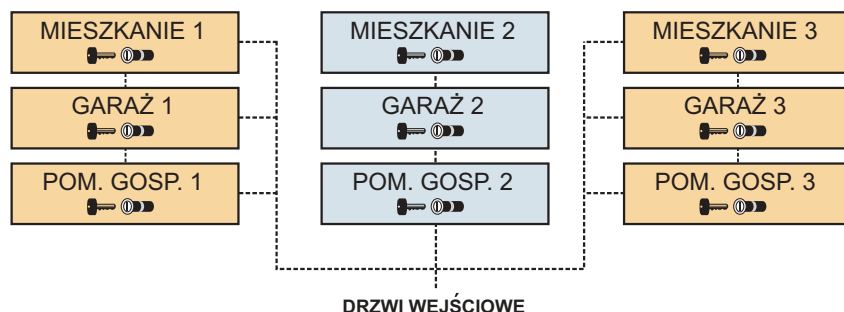 MIESZKANIE 1
MIESZKANIE 2
MIESZKANIE 3
GARAŻ 1
GARAŻ 2
GARAŻ 3
POM. GOSP. 1
POM. GOSP. 2
POM. GOSP. 3
DRZWI WEJŚCIOWE